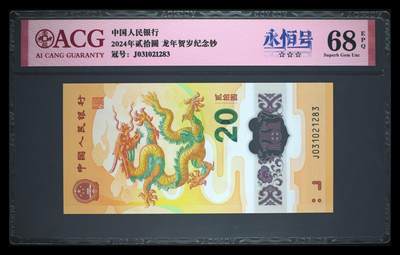 ACG
AI CANG GUARANTY
中国人民银行
2024年贰拾圆 龙年贺岁纪念钞
冠号：J031021283
永恒号
☆☆☆
68
EPQ
Superb Gem Unc
中国人民银行
贰拾圆
20
J031021283